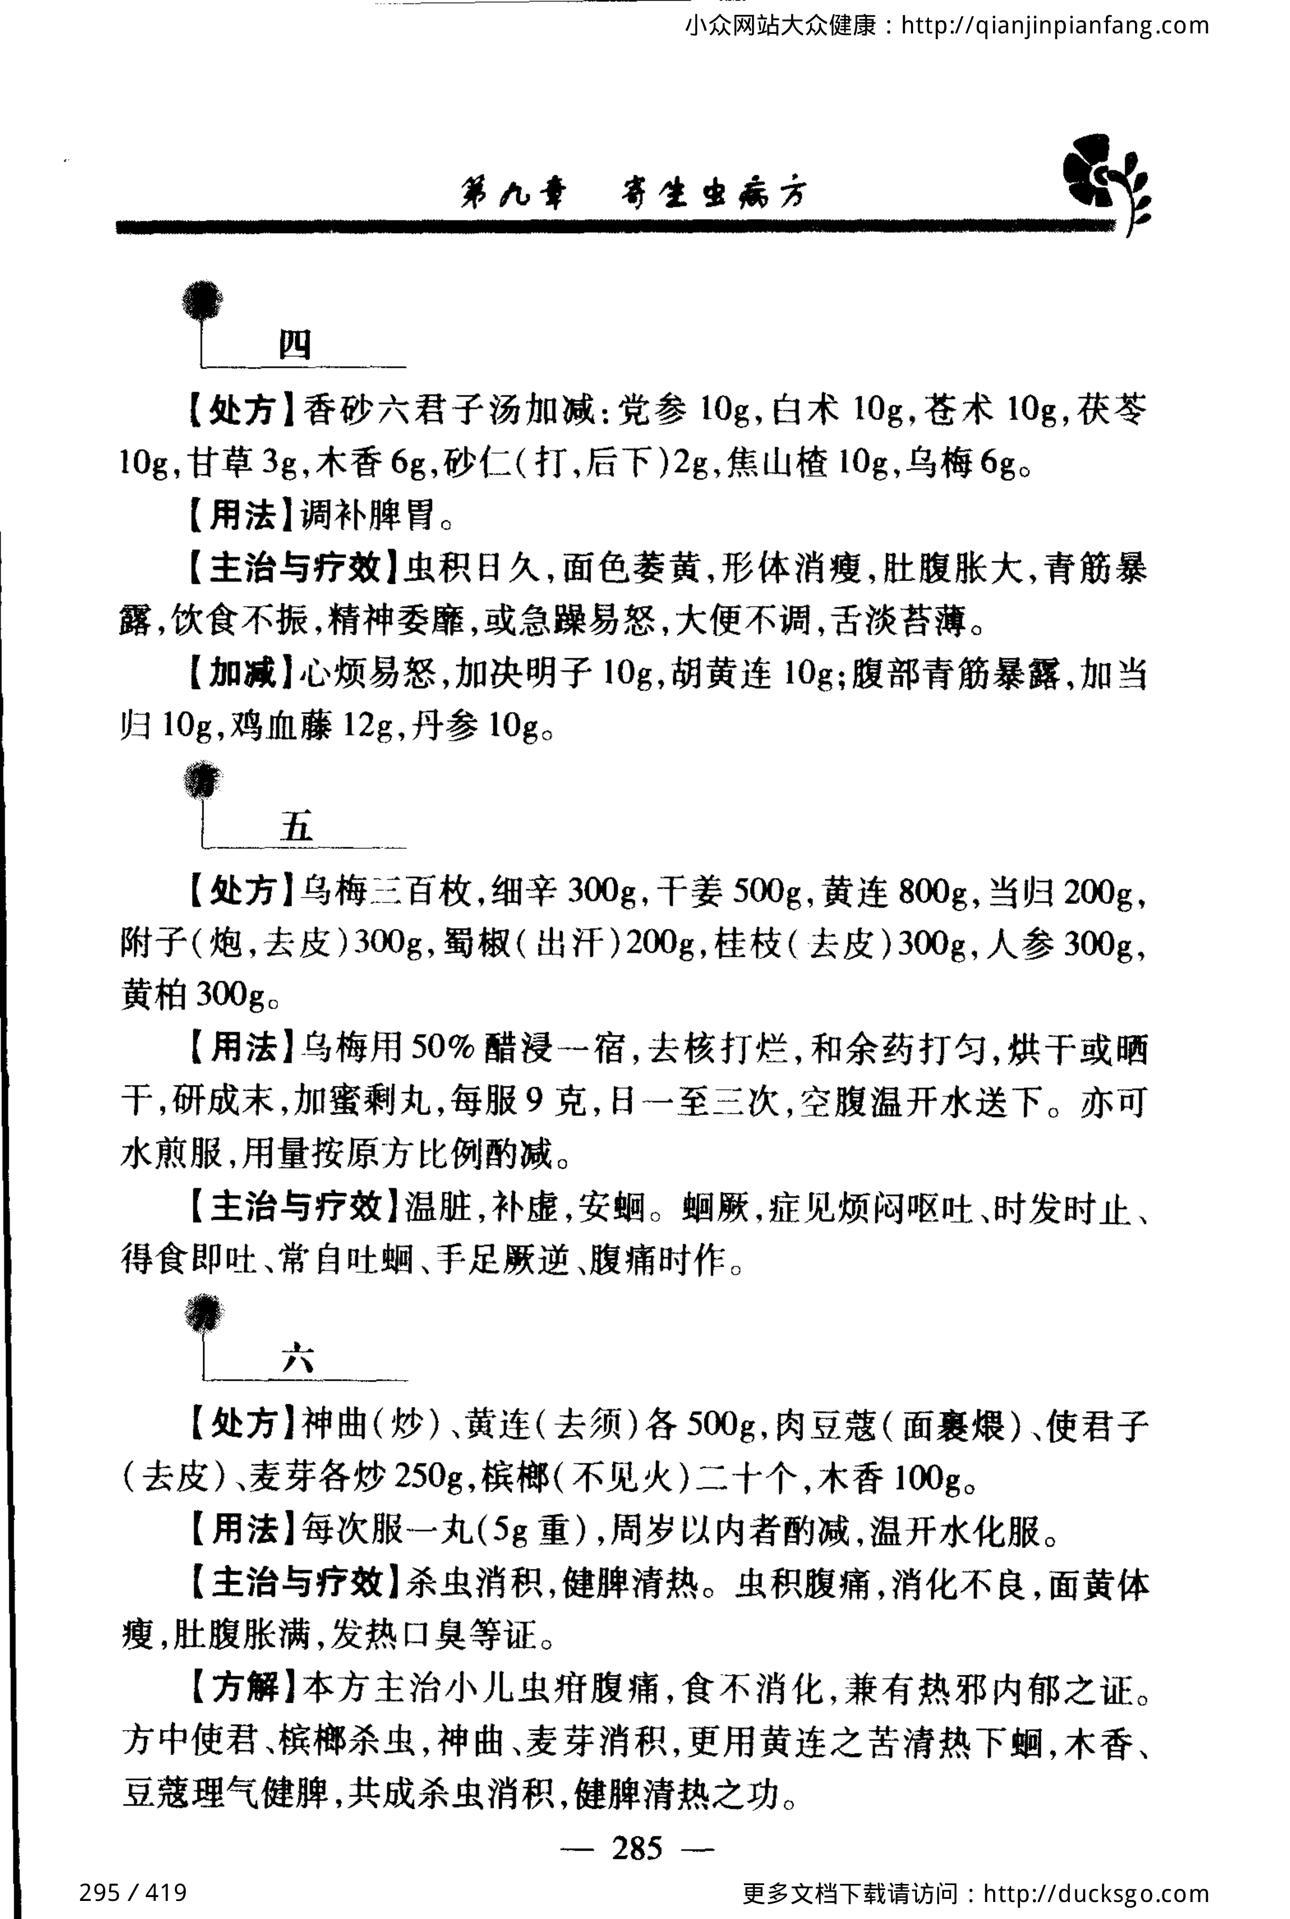 小众网站大众健康：http://qianjinpianfang.com
第九章 寄生虫病方
四
【处方】香砂六君子汤加减：党参 10g，白术 10g，苍术 10g，茯苓
10g，甘草 3g，木香 6g，砂仁（打，后下）2g，焦山楂 10g，乌梅 6g。
【用法】调补脾胃。
【主治与疗效】虫积日久，面色萎黄，形体消瘦，肚腹胀大，青筋暴
露，饮食不振，精神委靡，或急躁易怒，大便不调，舌淡苔薄。
【加减】心烦易怒，加决明子 10g，胡黄连 10g；腹部青筋暴露，加当
归 10g，鸡血藤 12g，丹参 10g。
方
五
【处方】乌梅三百枚，细辛 300g，干姜 500g，黄连 800g，当归 200g，
附子（炮，去皮）300g，蜀椒（出汗）200g，桂枝（去皮）300g，人参 300g，
黄柏 300g。
【用法】乌梅用 50% 醋浸一宿，去核打烂，和余药打匀，烘干或晒
干，研成末，加蜜剩丸，每服 9 克，日一至三次，空腹温开水送下。亦可
水煎服，用量按原方比例酌减。
【主治与疗效】温脏，补虚，安蛔。蛔厥，症见烦闷呕吐、时发时止、
得食即吐、常自吐蛔、手足厥逆、腹痛时作。
方
六
【处方】神曲（炒）、黄连（去须）各 500g，肉豆蔻（面裹煨）、使君子
（去皮）、麦芽各炒 250g，槟榔（不见火）二十个，木香 100g。
【用法】每次服一丸（5g 重），周岁以内者酌减，温开水化服。
【主治与疗效】杀虫消积，健脾清热。虫积腹痛，消化不良，面黄体
瘦，肚腹胀满，发热口臭等证。
【方解】本方主治小儿虫疳腹痛，食不消化，兼有热邪内郁之证。
方中使君、槟榔杀虫，神曲、麦芽消积，更用黄连之苦清热下蛔，木香、
豆蔻理气健脾，共成杀虫消积，健脾清热之功。
— 285 —
295 / 419
更多文档下载请访问：http://ducksgo.com